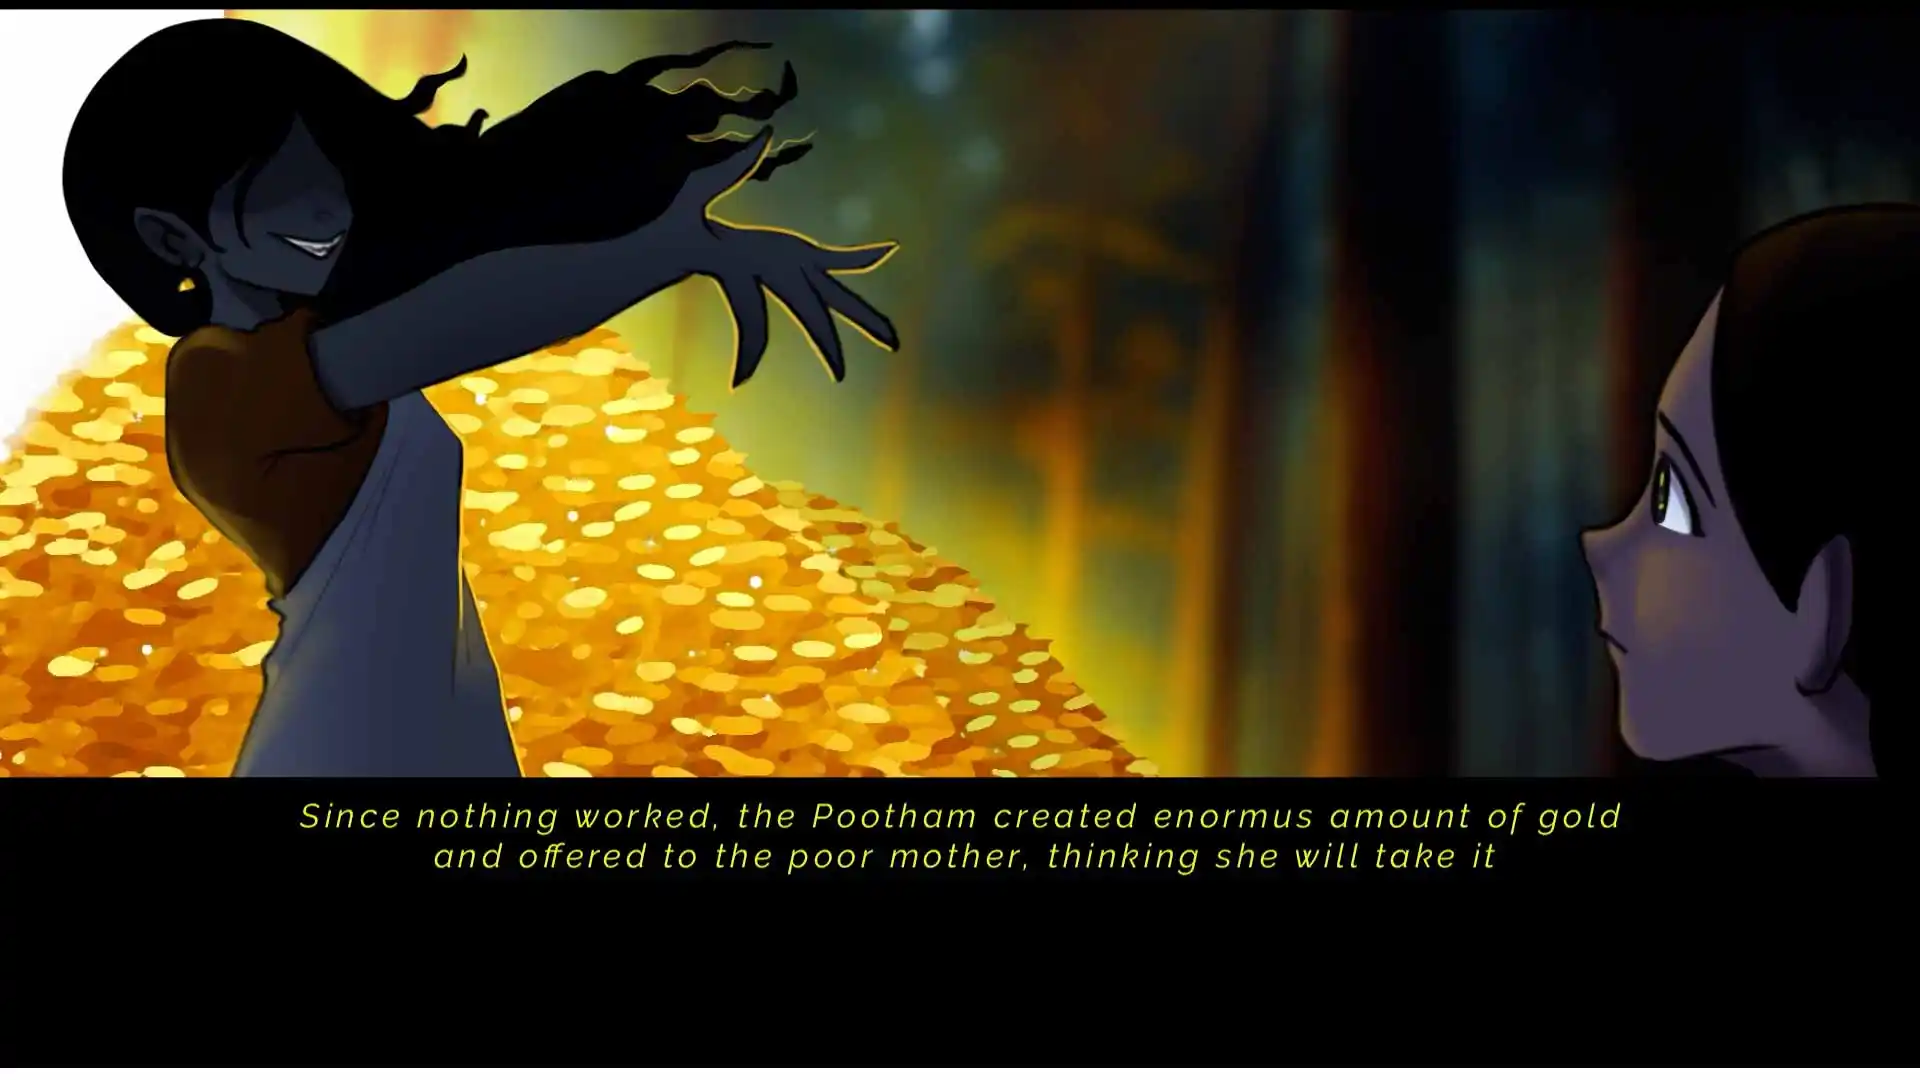 Since nothing worked, the Pootham created enormus amount of gold
and offered to the poor mother, thinking she will take it